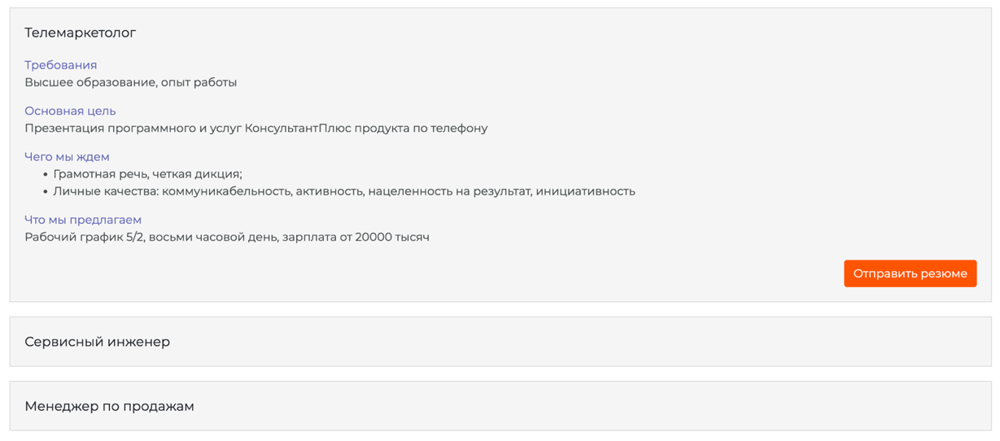 Телемаркетолог
Требования
Высшее образование, опыт работы
Основная цель
Презентация программного и услуг КонсультантПлюс продукта по телефону
Чего мы ждем
• Грамотная речь, четкая дикция;
• Личные качества: коммуникабельность, активность, нацеленность на результат, инициативность
Что мы предлагаем
Рабочий график 5/2, восьми часовой день, зарплата от 20000 тысяч
Отправить резюме
Сервисный инженер
Менеджер по продажам